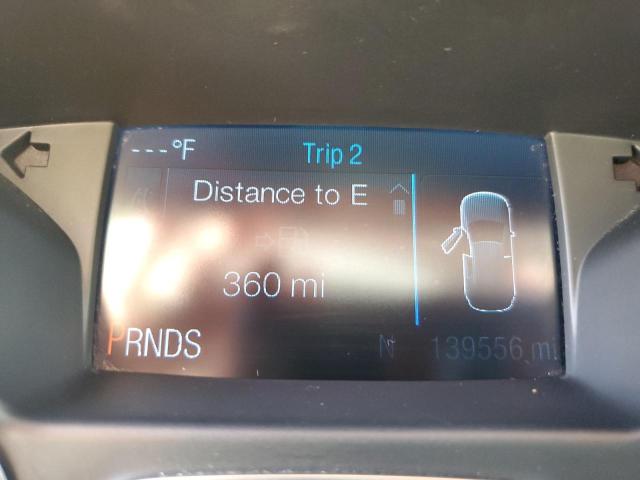 ---°F Trip 2
Distance to E
360 mi
PRNDS N 139556 mi